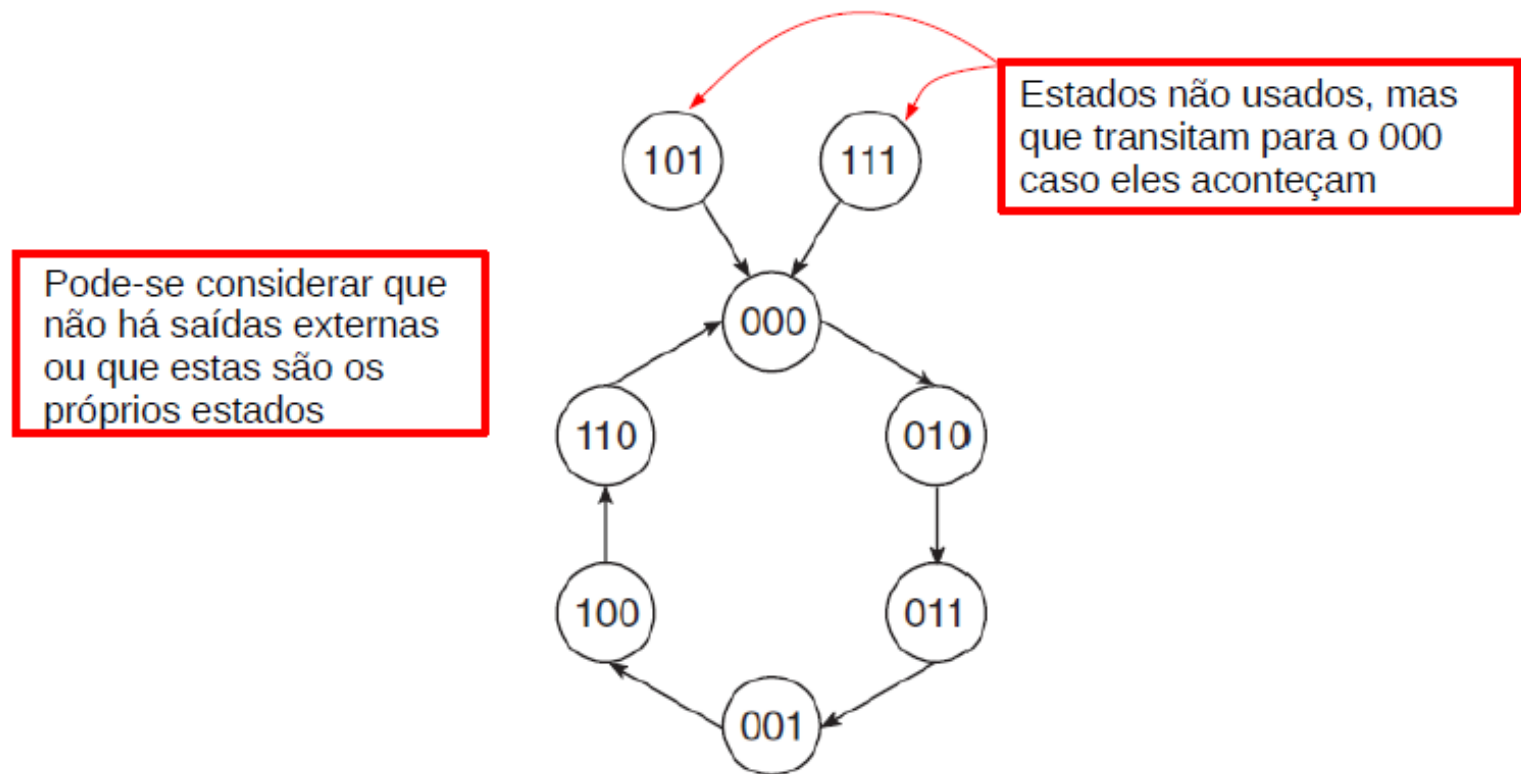 Estados não usados, mas
que transitam para o 000
caso eles aconteçam
101
111
Pode-se considerar que
não há saídas externas
ou que estas são os
próprios estados
000
110
010
100
011
001